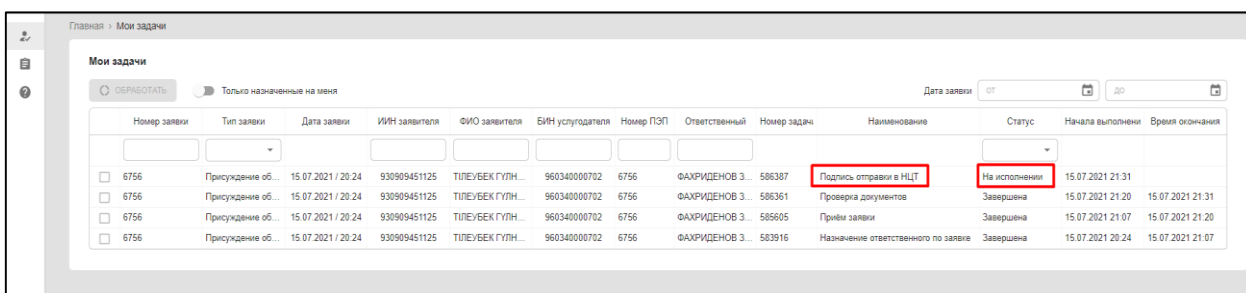 Главная › Мои задачи
Мои задачи
ОБРАБОТАТЬ Только назначенные на меня Дата заявки от до
Номер заявки Тип заявки Дата заявки ИИН заявителя ФИО заявителя БИН услугодателя Номер ПЭП Ответственный Номер задачи Наименование Статус Начала выполнени Время окончания
6756 Присуждение об... 15.07.2021 / 20:24 930909451125 ТІЛЕУБЕК ГУЛН... 960340000702 6756 ФАХРИДЕНОВ З... 586387 Подпись отправки в НЦТ На исполнении 15.07.2021 21:31
6756 Присуждение об... 15.07.2021 / 20:24 930909451125 ТІЛЕУБЕК ГУЛН... 960340000702 6756 ФАХРИДЕНОВ З... 586361 Проверка документов Завершена 15.07.2021 21:20 15.07.2021 21:31
6756 Присуждение об... 15.07.2021 / 20:24 930909451125 ТІЛЕУБЕК ГУЛН... 960340000702 6756 ФАХРИДЕНОВ З... 585605 Приём заявки Завершена 15.07.2021 21:07 15.07.2021 21:20
6756 Присуждение об... 15.07.2021 / 20:24 930909451125 ТІЛЕУБЕК ГУЛН... 960340000702 6756 ФАХРИДЕНОВ З... 583916 Назначение ответственного по заявке Завершена 15.07.2021 20:24 15.07.2021 21:07